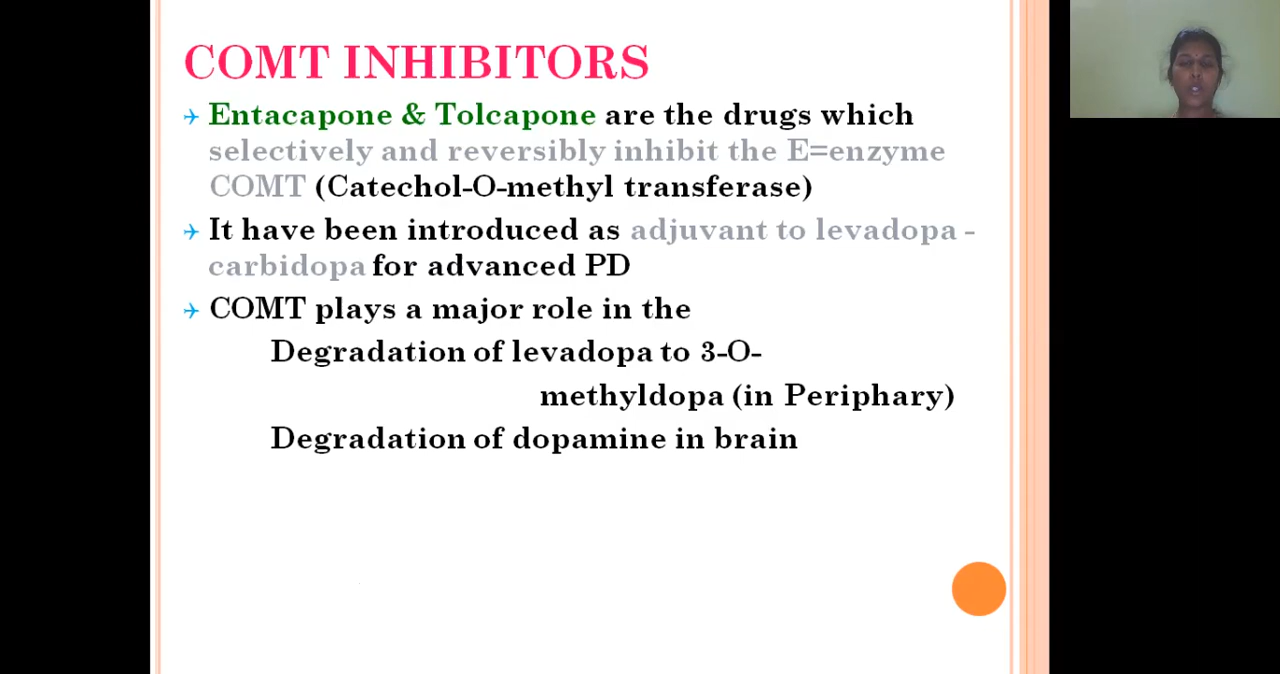 COMT INHIBITORS
Entacapone & Tolcapone are the drugs which
selectively and reversibly inhibit the E=enzyme
COMT (Catechol-O-methyl transferase)
It have been introduced as adjuvant to levadopa -
carbidopa for advanced PD
COMT plays a major role in the
Degradation of levadopa to 3-O-
methyldopa (in Periphary)
Degradation of dopamine in brain